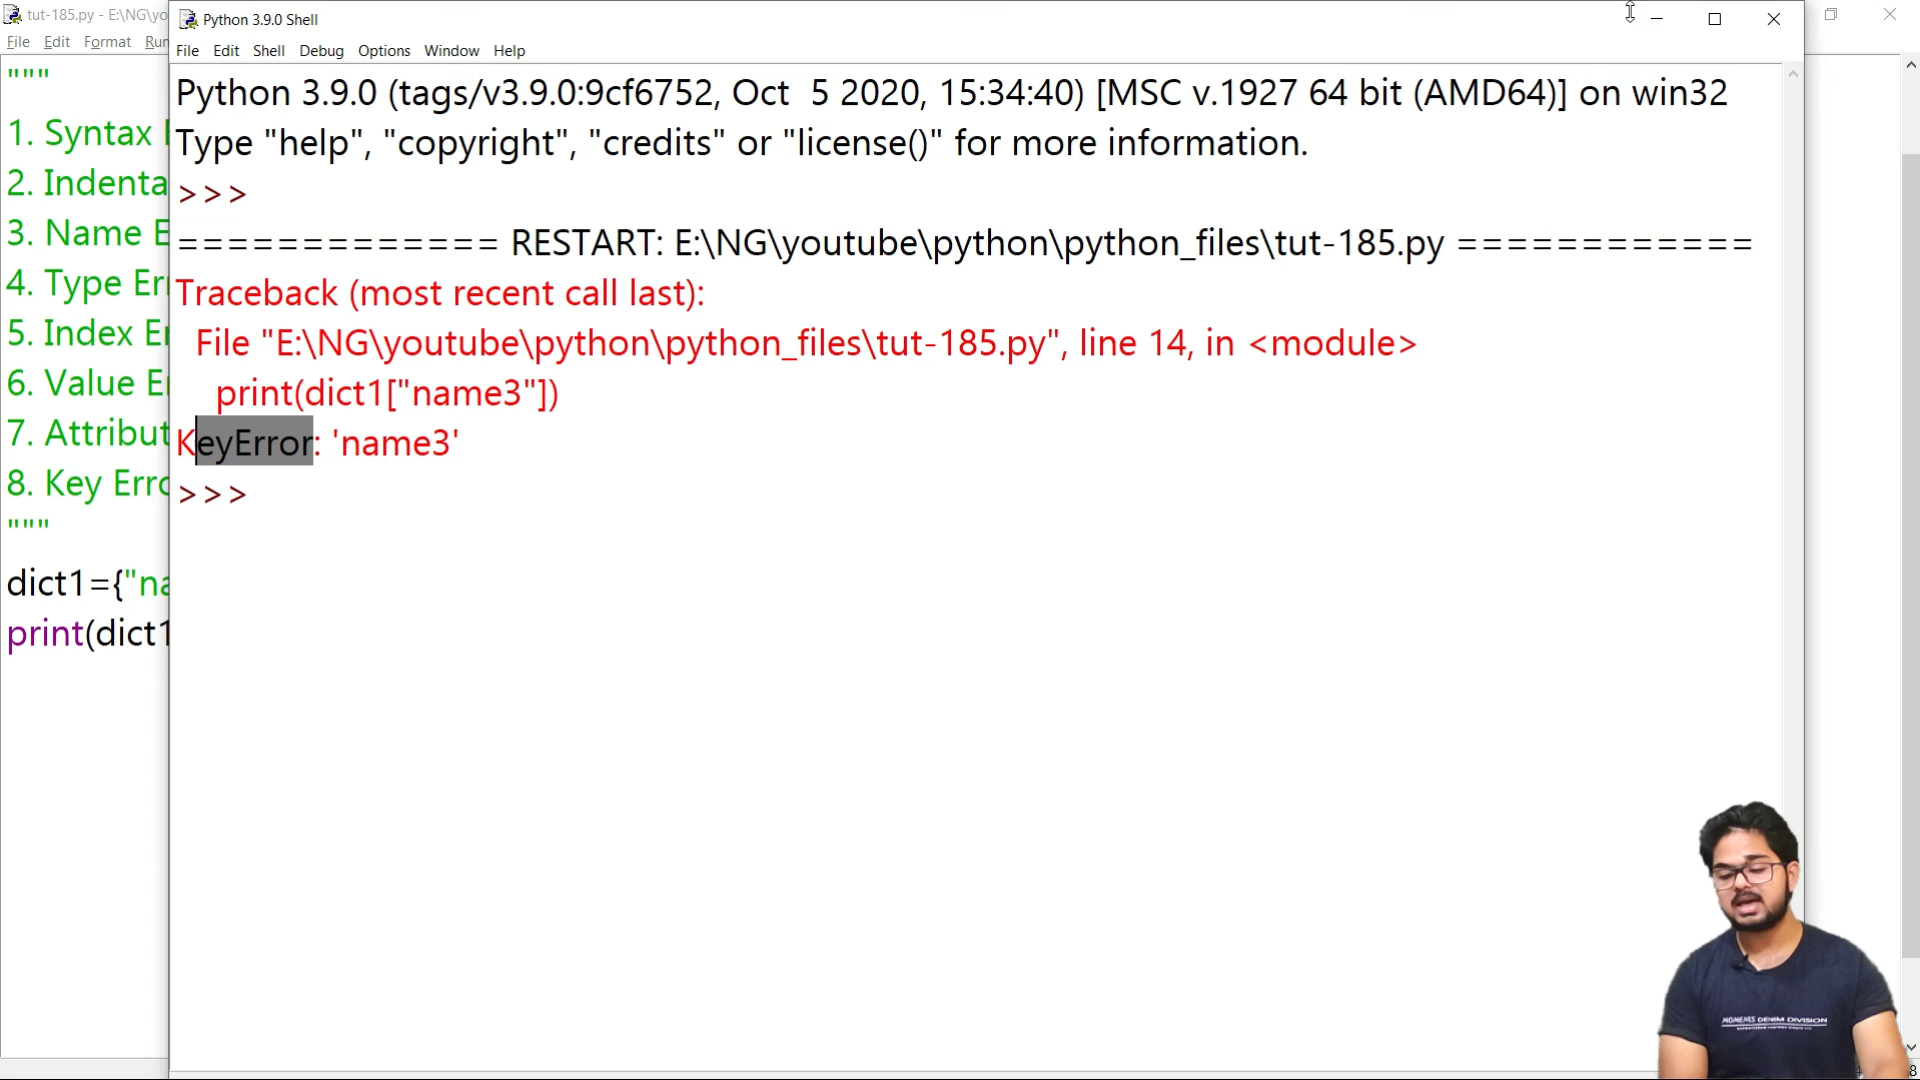 tut-185.py - E:\NG\yo
File Edit Format Run
"""
1. Syntax
2. Indenta
3. Name E
4. Type Er
5. Index Er
6. Value Er
7. Attribut
8. Key Erro
"""
dict1={"na
print(dict1
Python 3.9.0 Shell
File Edit Shell Debug Options Window Help
Python 3.9.0 (tags/v3.9.0:9cf6752, Oct  5 2020, 15:34:40) [MSC v.1927 64 bit (AMD64)] on win32
Type "help", "copyright", "credits" or "license()" for more information.
>>>
============= RESTART: E:\NG\youtube\python\python_files\tut-185.py ============
Traceback (most recent call last):
File "E:\NG\youtube\python\python_files\tut-185.py", line 14, in <module>
print(dict1["name3"])
KeyError: 'name3'
>>>
DENIM DIVISION